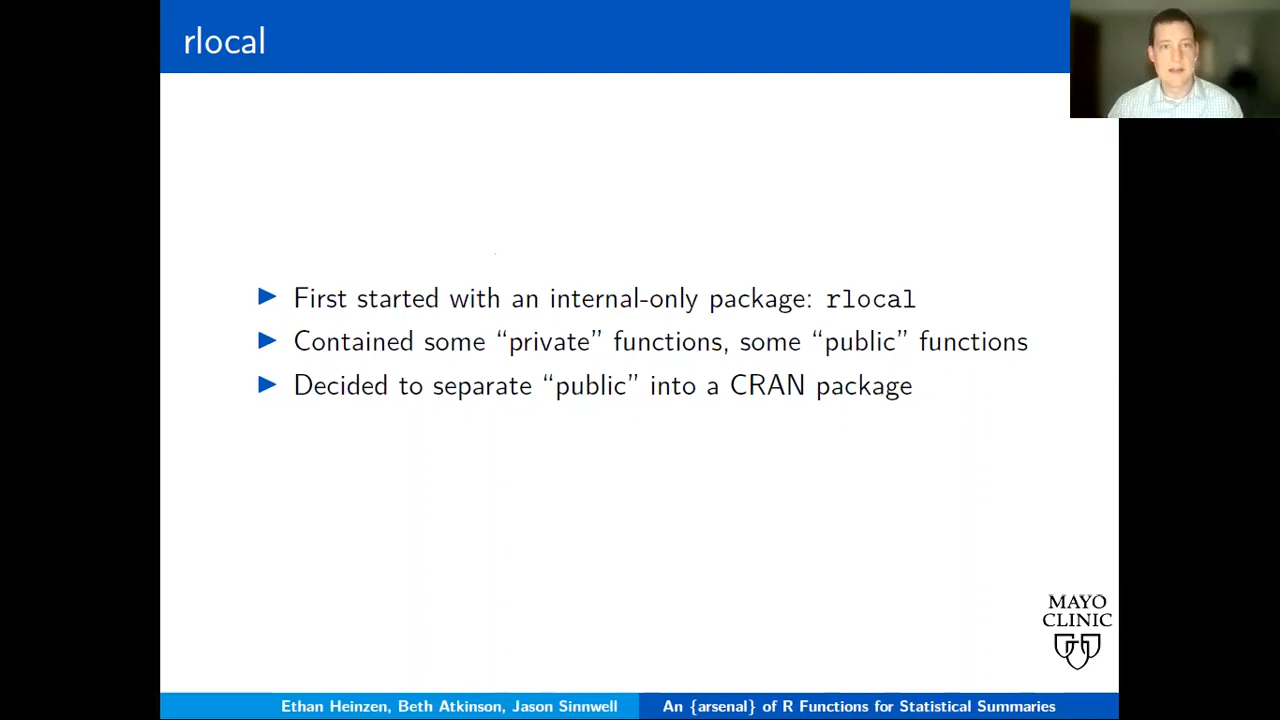 rlocal
First started with an internal-only package: rlocal
Contained some “private” functions, some “public” functions
Decided to separate “public” into a CRAN package
MAYO
CLINIC
Ethan Heinzen, Beth Atkinson, Jason Sinnwell
An {arsenal} of R Functions for Statistical Summaries